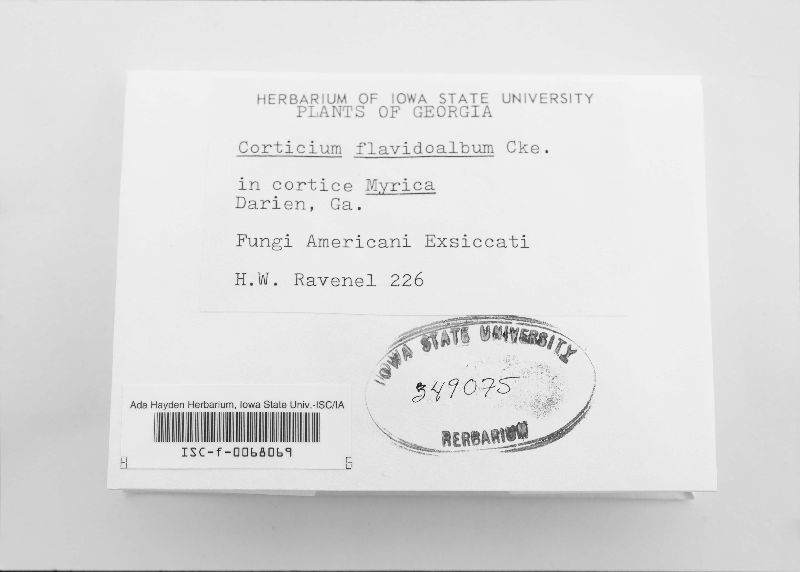 HERBARIUM OF IOWA STATE UNIVERSITY
PLANTS OF GEORGIA
Corticium flavidoalbum Cke.
in cortice Myrica
Darien, Ga.
Fungi Americani Exsiccati
H.W. Ravenel 226
IOWA STATE UNIVERSITY
349075
HERBARIUM
Ada Hayden Herbarium, Iowa State Univ.-ISC/IA
ISC-f-0068069